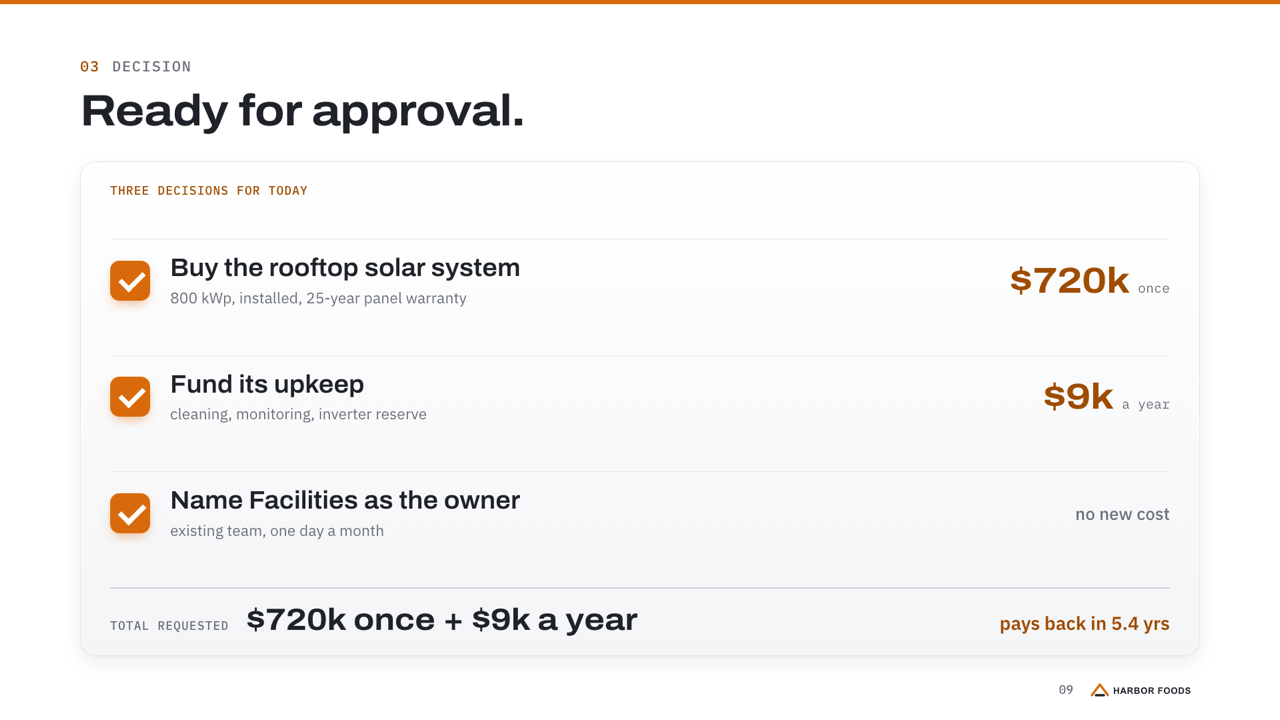 03 DECISION
Ready for approval.
THREE DECISIONS FOR TODAY
Buy the rooftop solar system
800 kWp, installed, 25-year panel warranty
$720k once
Fund its upkeep
cleaning, monitoring, inverter reserve
$9k a year
Name Facilities as the owner
existing team, one day a month
no new cost
TOTAL REQUESTED $720k once + $9k a year
pays back in 5.4 yrs
09 HARBOR FOODS